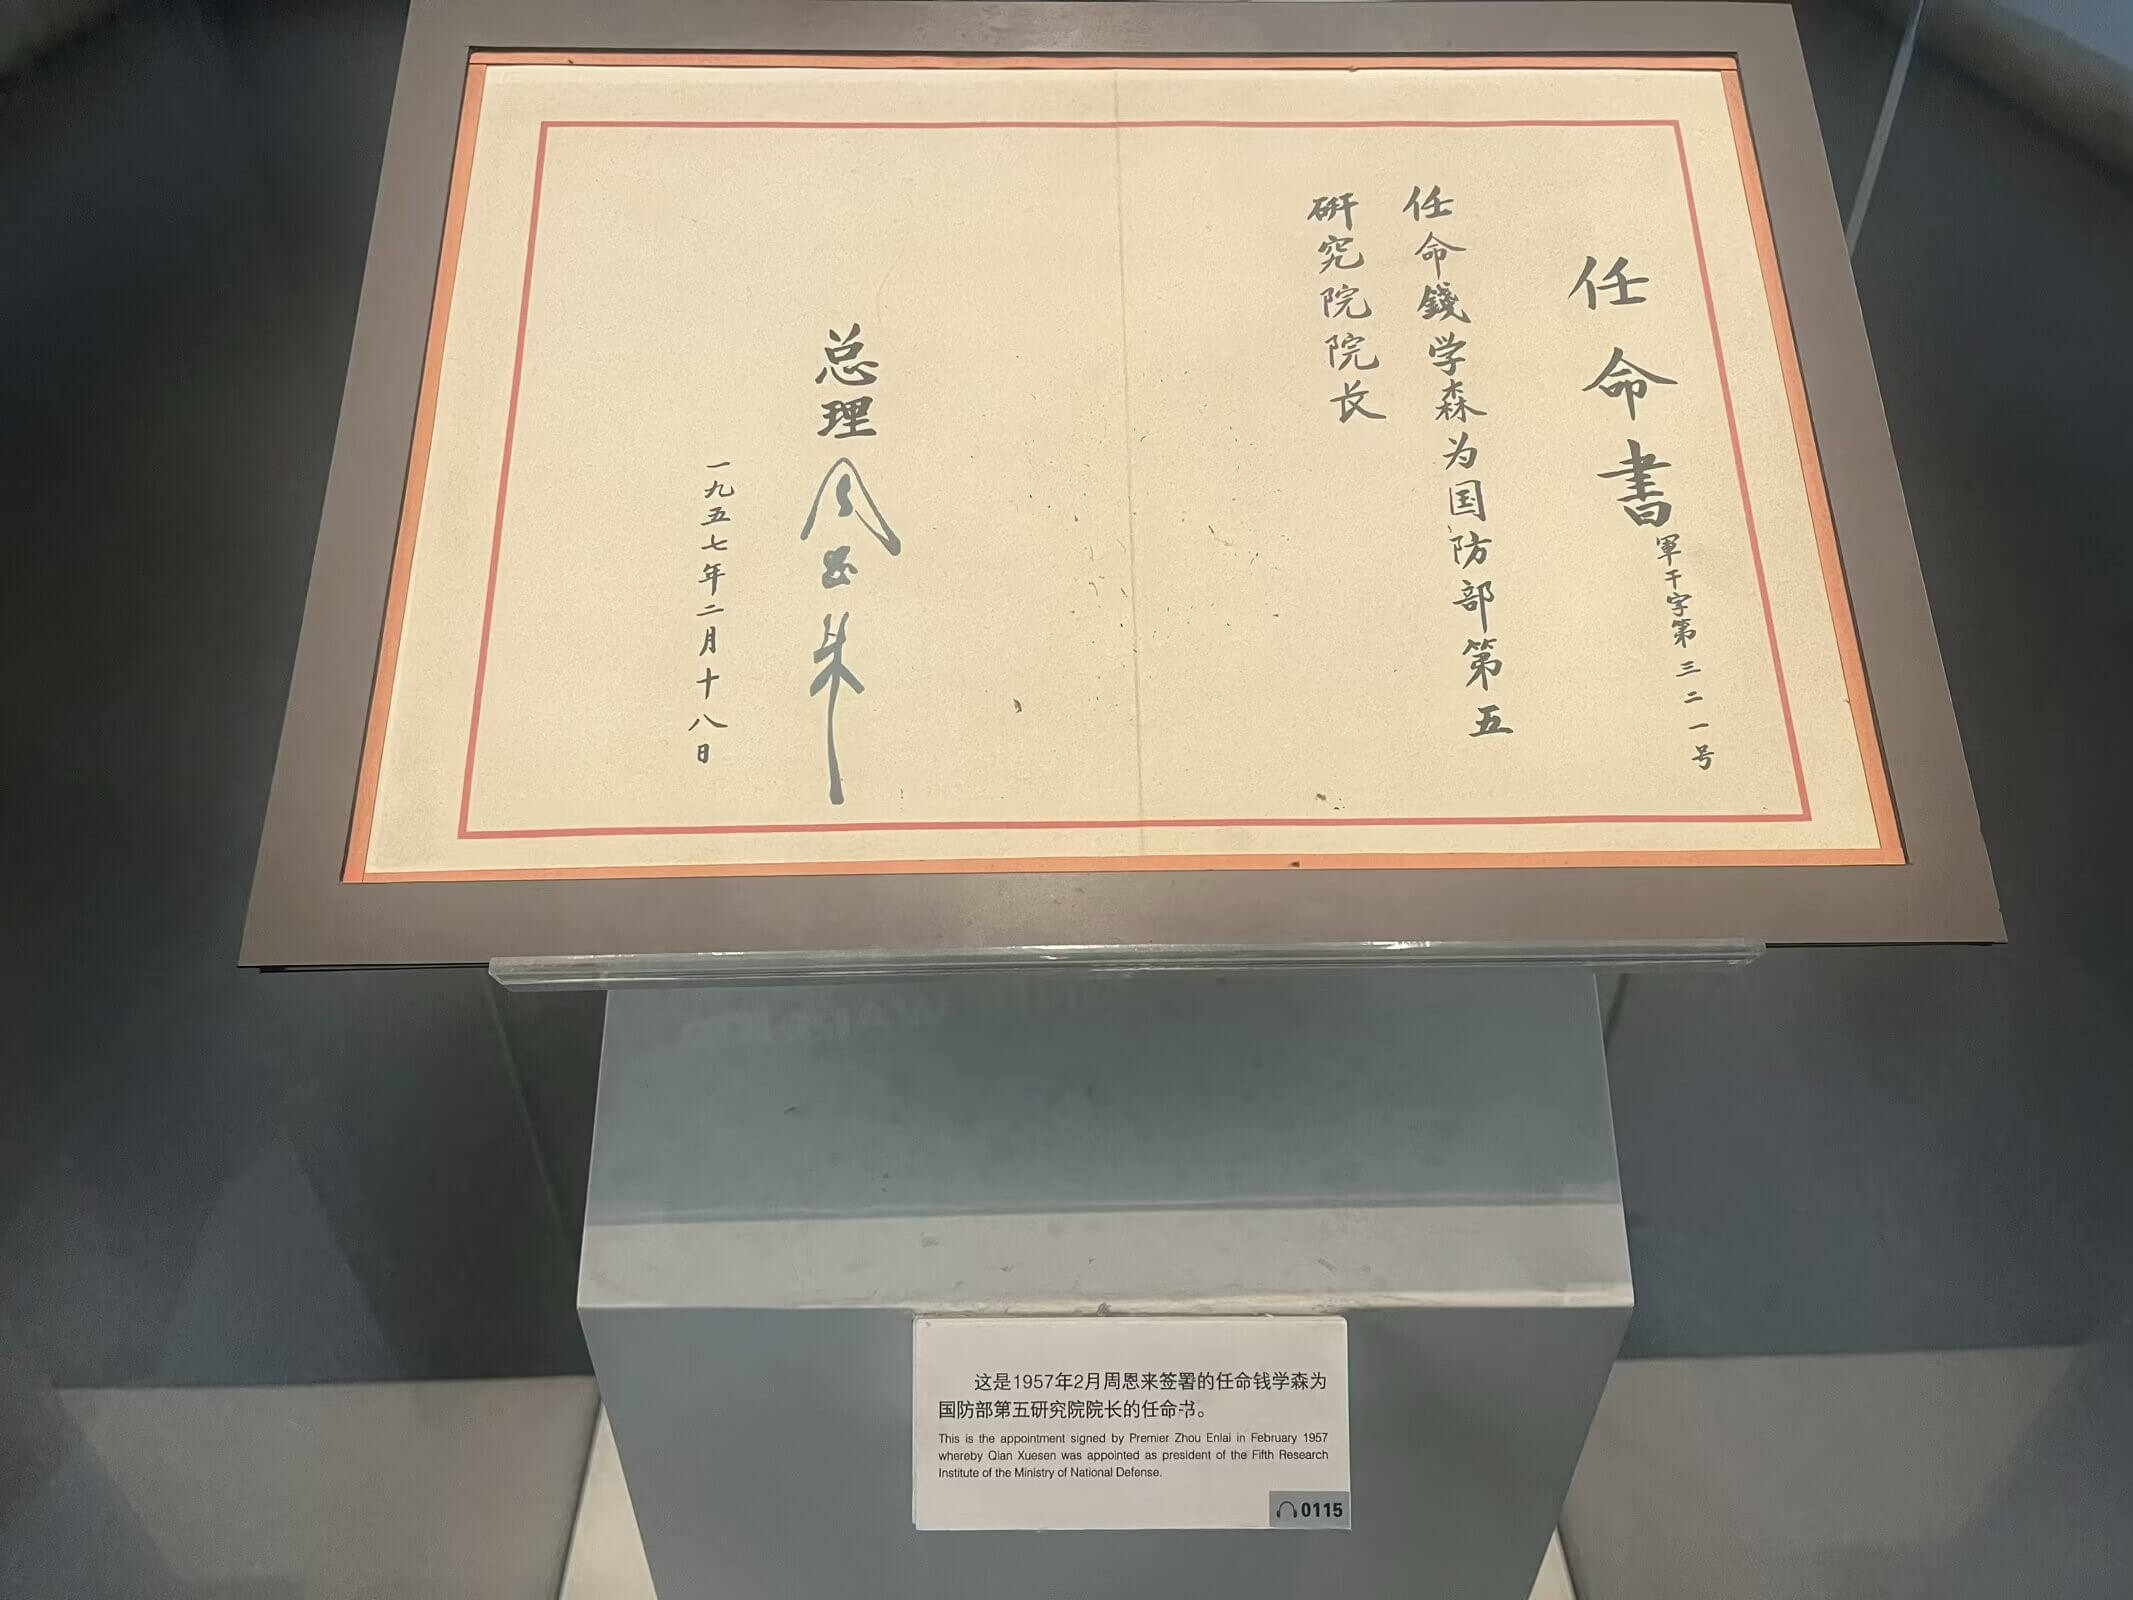 任命書
軍干字第三二一号
任命錢学森为国防部第五
研究院院长
总理 周恩来
一九五七年二月十八日
这是1957年2月周恩来签署的任命钱学森为
国防部第五研究院院长的任命书。
This is the appointment signed by Premier Zhou Enlai in February 1957
whereby Qian Xuesen was appointed as president of the Fifth Research
Institute of the Ministry of National Defense.
0115